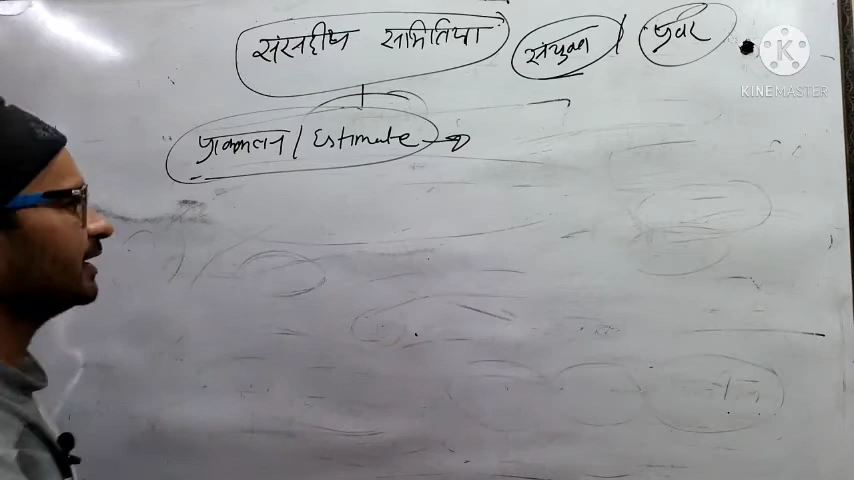 संसदीय समितिया संयुक्त / प्रवर
प्राक्कलन / Estimate →
K
KINEMASTER